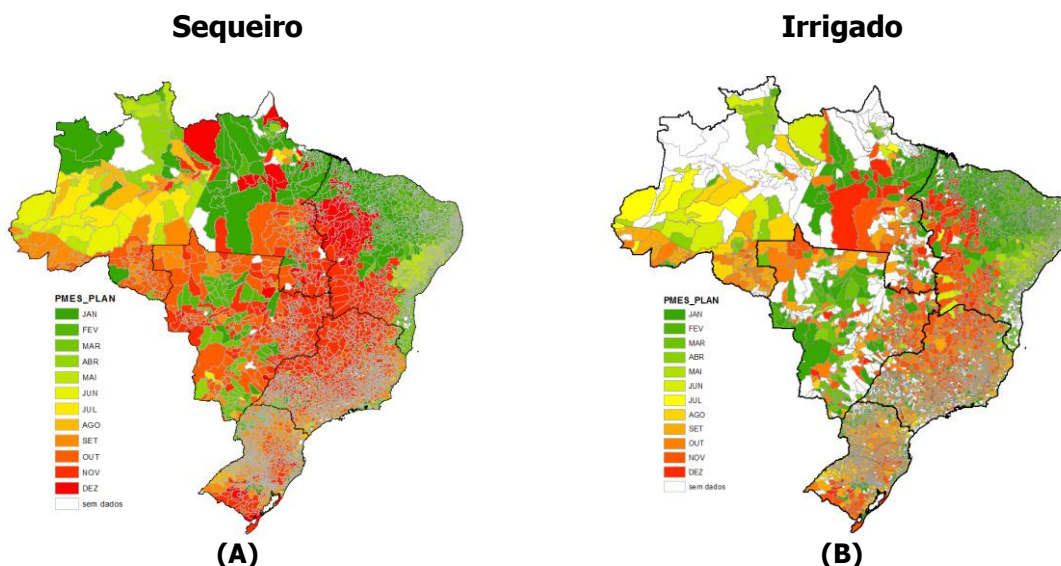 Sequeiro
Irrigado
PMES_PLAN
JAN
FEV
MAR
ABR
MAI
JUN
JUL
AGO
SET
OUT
NOV
DEZ
sem dados
PMES_PLAN
JAN
FEV
MAR
ABR
MAI
JUN
JUL
AGO
SET
OUT
NOV
DEZ
sem dados
(A)
(B)